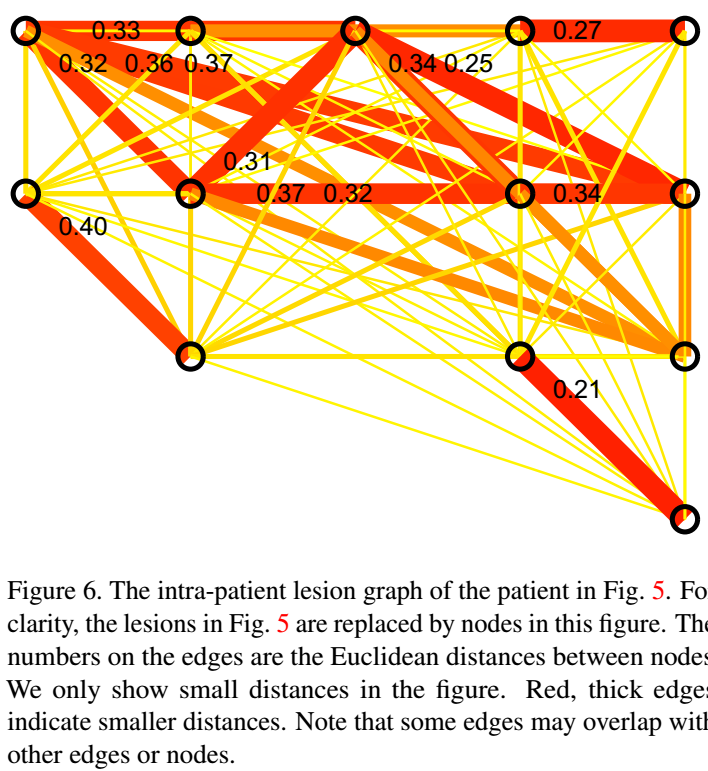 0.33 0.27
0.32 0.36 0.37 0.34 0.25
0.31
0.37 0.32 0.34
0.40
0.21
Figure 6. The intra-patient lesion graph of the patient in Fig. 5. Fo
clarity, the lesions in Fig. 5 are replaced by nodes in this figure. The
numbers on the edges are the Euclidean distances between nodes
We only show small distances in the figure. Red, thick edges
indicate smaller distances. Note that some edges may overlap with
other edges or nodes.